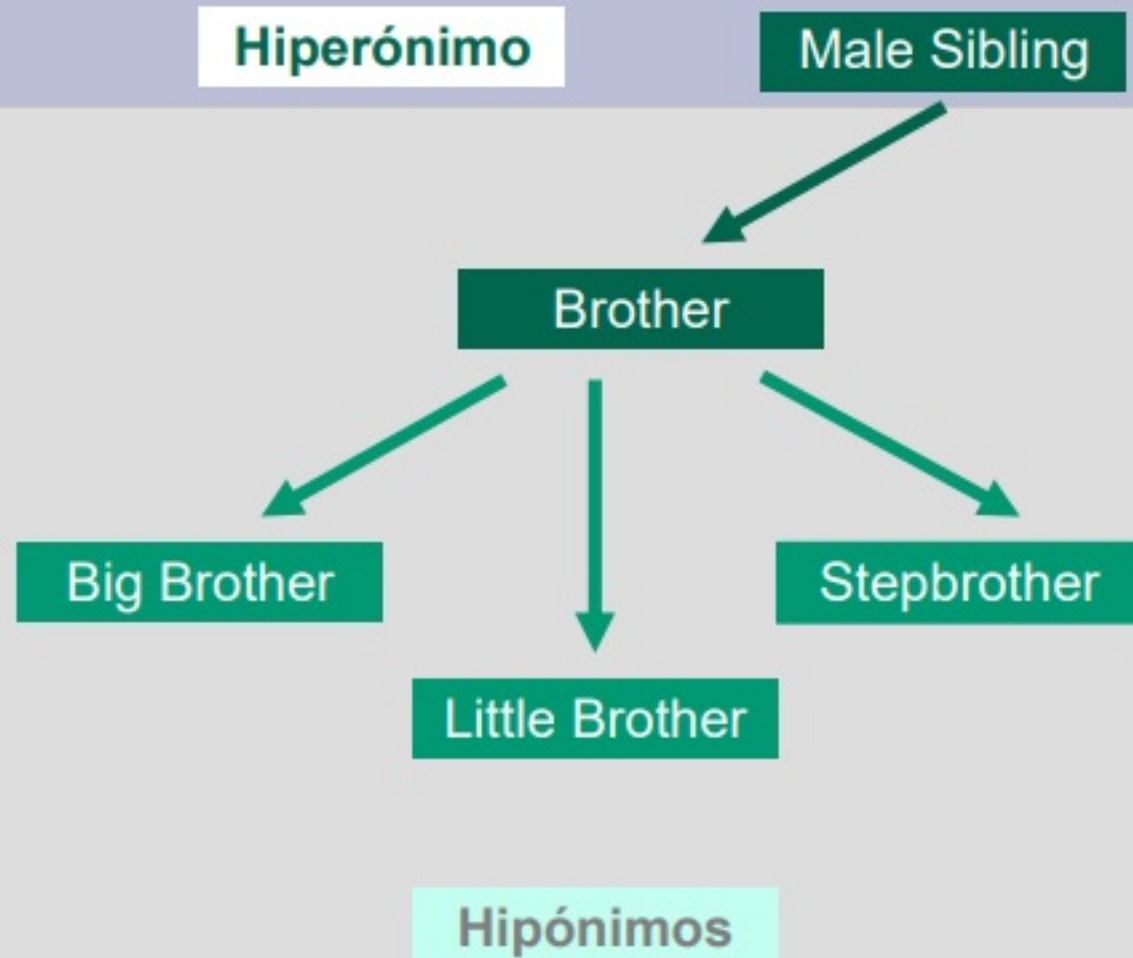 Hiperónimo
Male Sibling
Brother
Big Brother
Stepbrother
Little Brother
Hipónimos